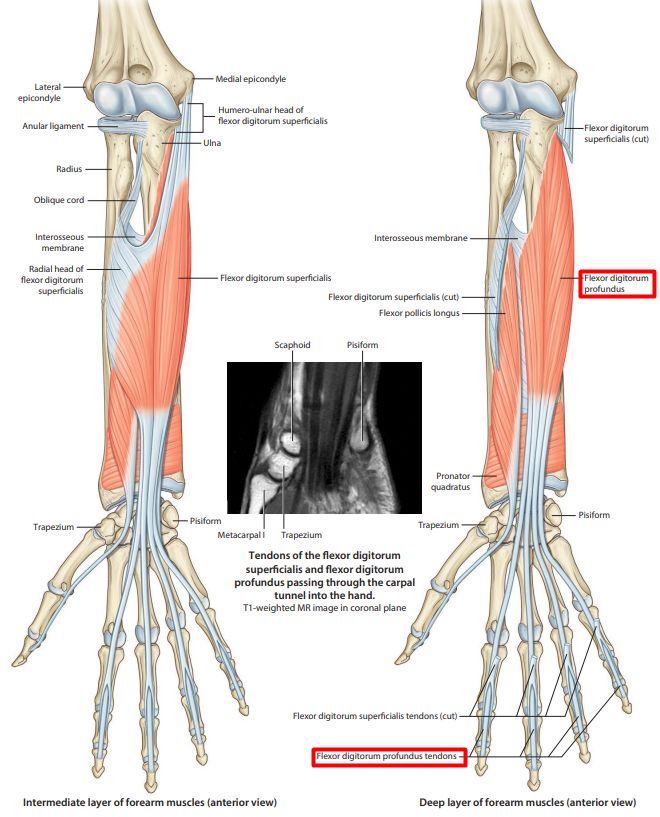 Lateral
epicondyle
Medial epicondyle
Humero-ulnar head of
flexor digitorum superficialis
Anular ligament
Ulna
Radius
Oblique cord
Interosseous
membrane
Radial head of
flexor digitorum
superficialis
Flexor digitorum superficialis
Trapezium
Pisiform
Intermediate layer of forearm muscles (anterior view)
Scaphoid
Pisiform
Metacarpal I
Trapezium
Tendons of the flexor digitorum
superficialis and flexor digitorum
profundus passing through the carpal
tunnel into the hand.
T1-weighted MR image in coronal plane
Flexor digitorum
superficialis (cut)
Interosseous membrane
Flexor digitorum
profundus
Flexor digitorum superficialis (cut)
Flexor pollicis longus
Pronator
quadratus
Trapezium
Pisiform
Flexor digitorum superficialis tendons (cut)
Flexor digitorum profundus tendons
Deep layer of forearm muscles (anterior view)